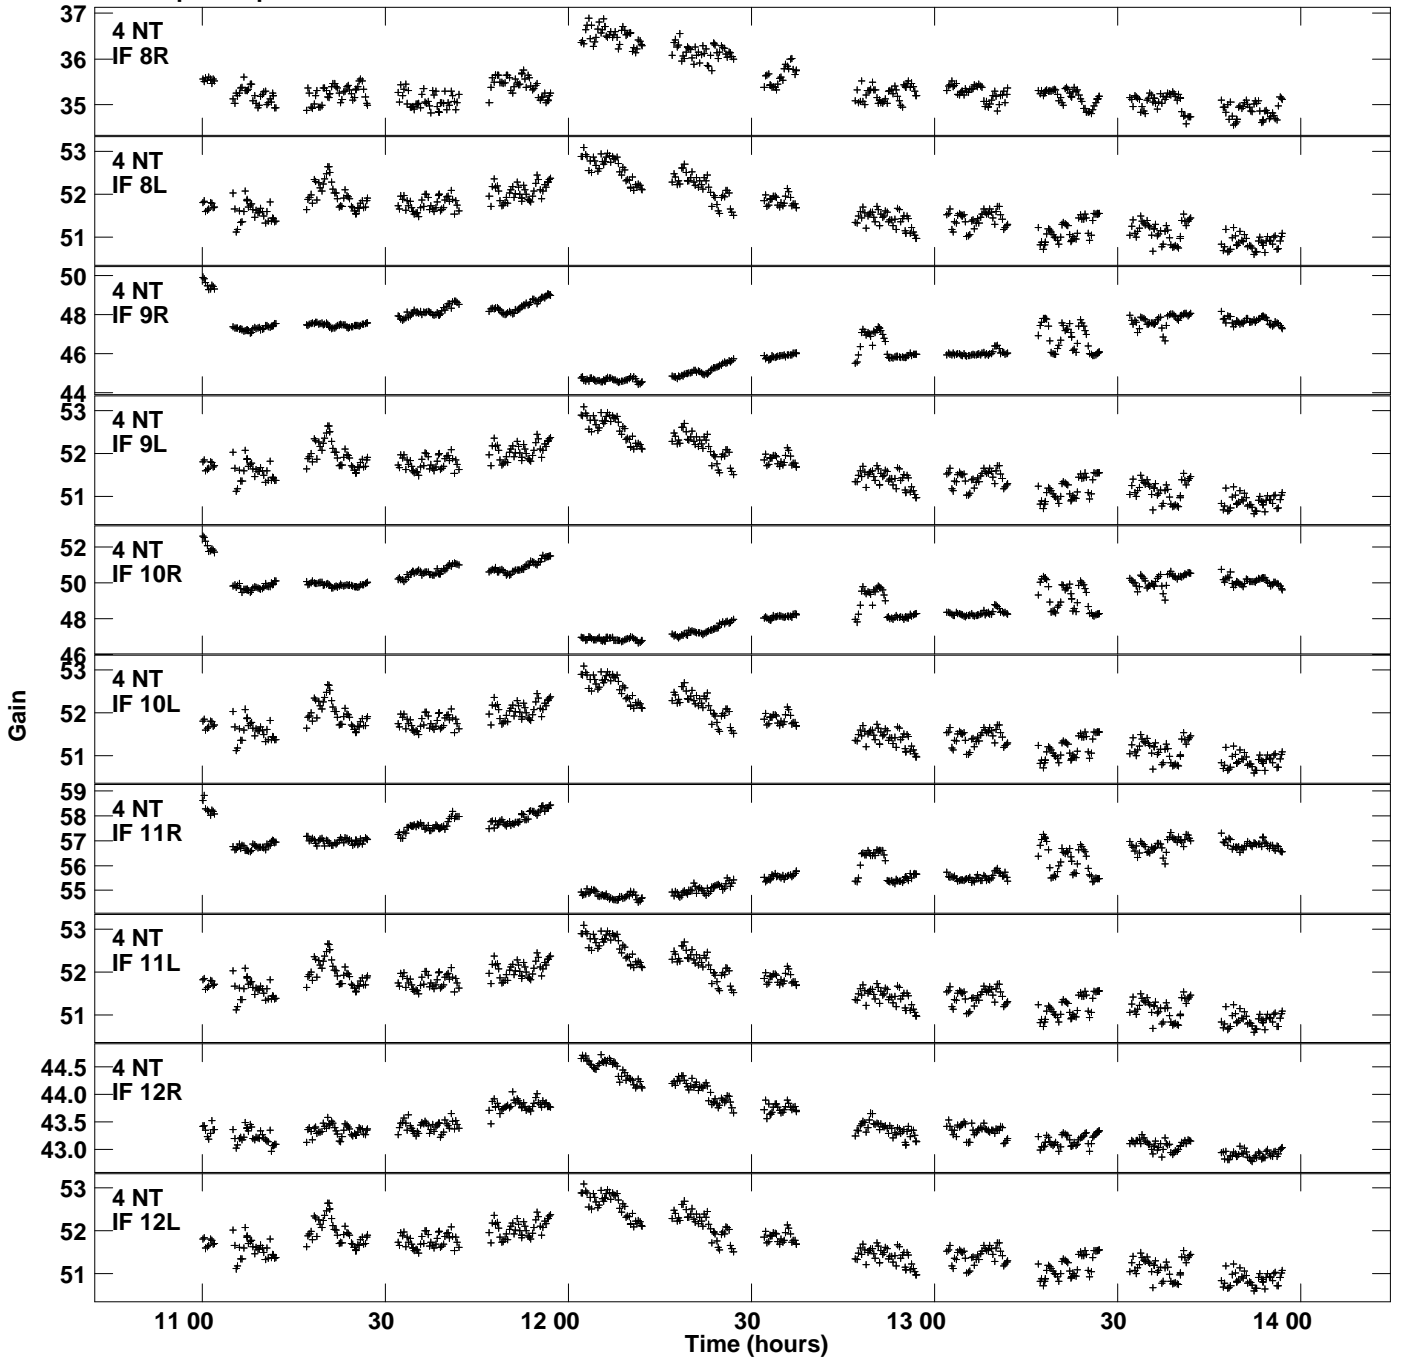 37
36
35
4 NT
IF 8R
53
52
51
4 NT
IF 8L
50
48
46
44
4 NT
IF 9R
53
52
51
4 NT
IF 9L
52
50
48
46
4 NT
IF 10R
53
52
51
4 NT
IF 10L
59
58
57
56
55
4 NT
IF 11R
53
52
51
4 NT
IF 11L
44.5
44.0
43.5
43.0
4 NT
IF 12R
53
52
51
4 NT
IF 12L
Gain
11 00 30 12 00 30 13 00 30 14 00
Time (hours)